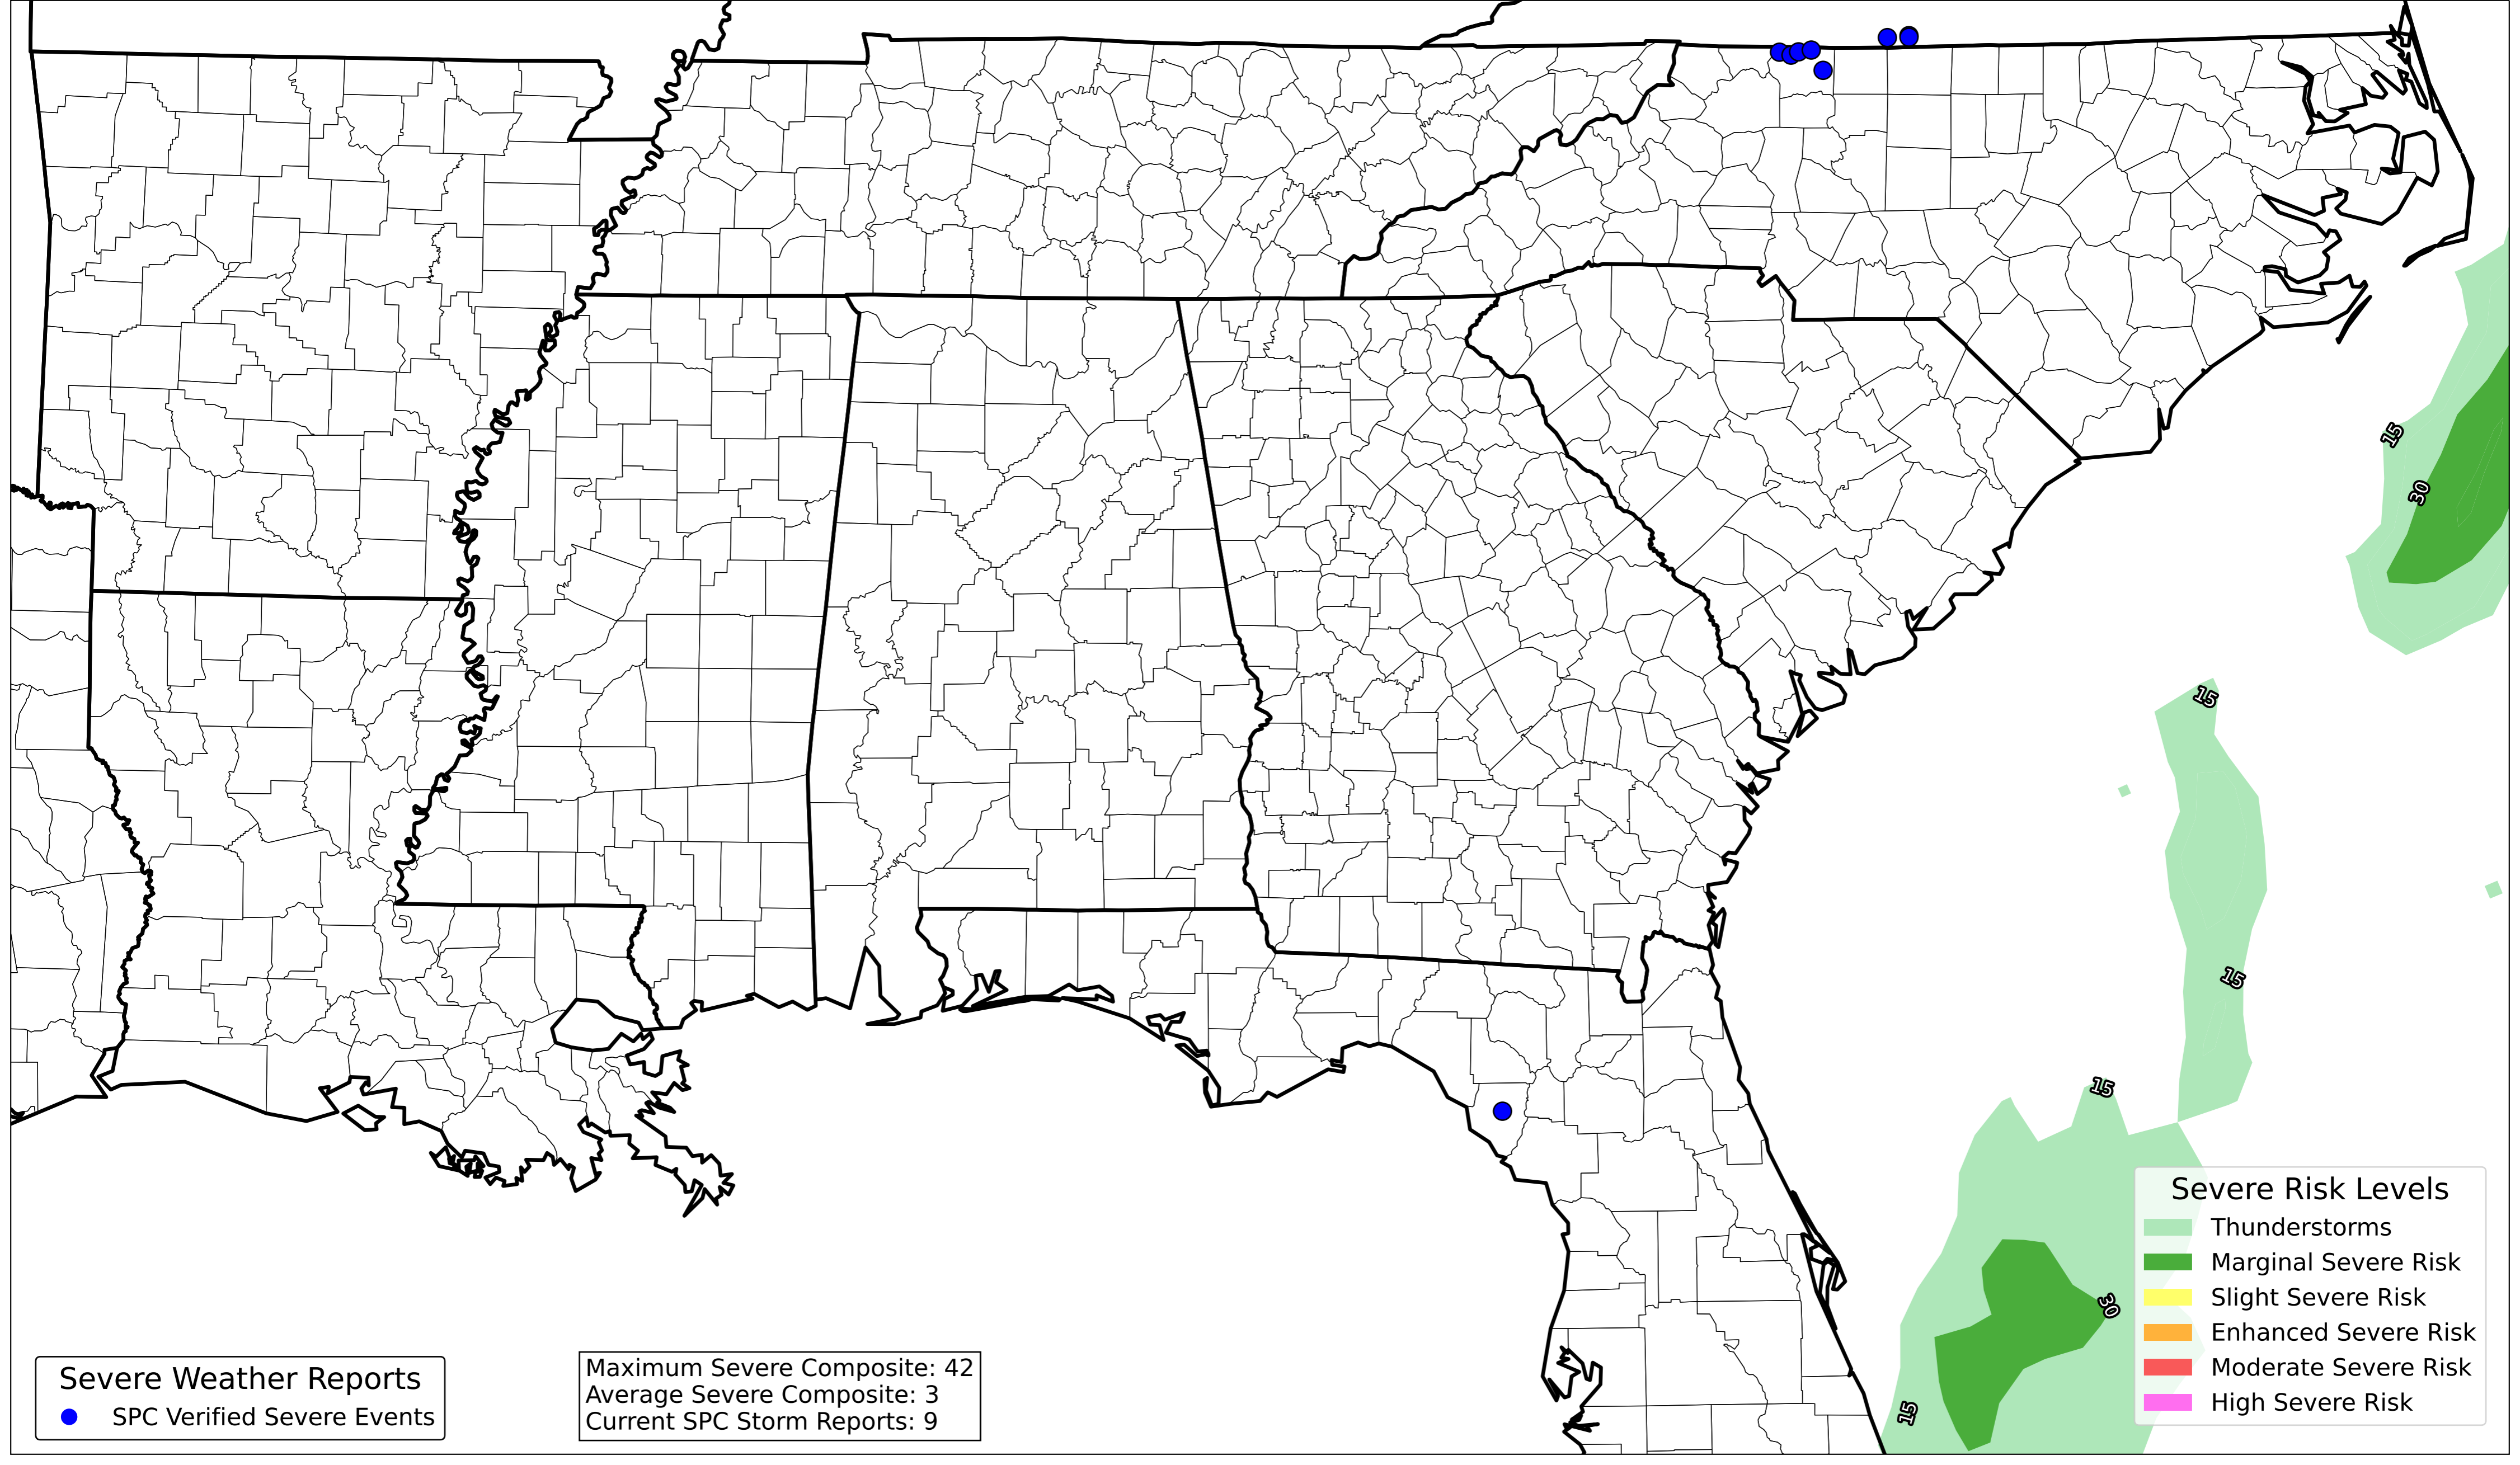 15
30
15
15
15
30
15
Severe Risk Levels
Thunderstorms
Marginal Severe Risk
Slight Severe Risk
Enhanced Severe Risk
Moderate Severe Risk
High Severe Risk
Severe Weather Reports
SPC Verified Severe Events
Maximum Severe Composite: 42
Average Severe Composite: 3
Current SPC Storm Reports: 9